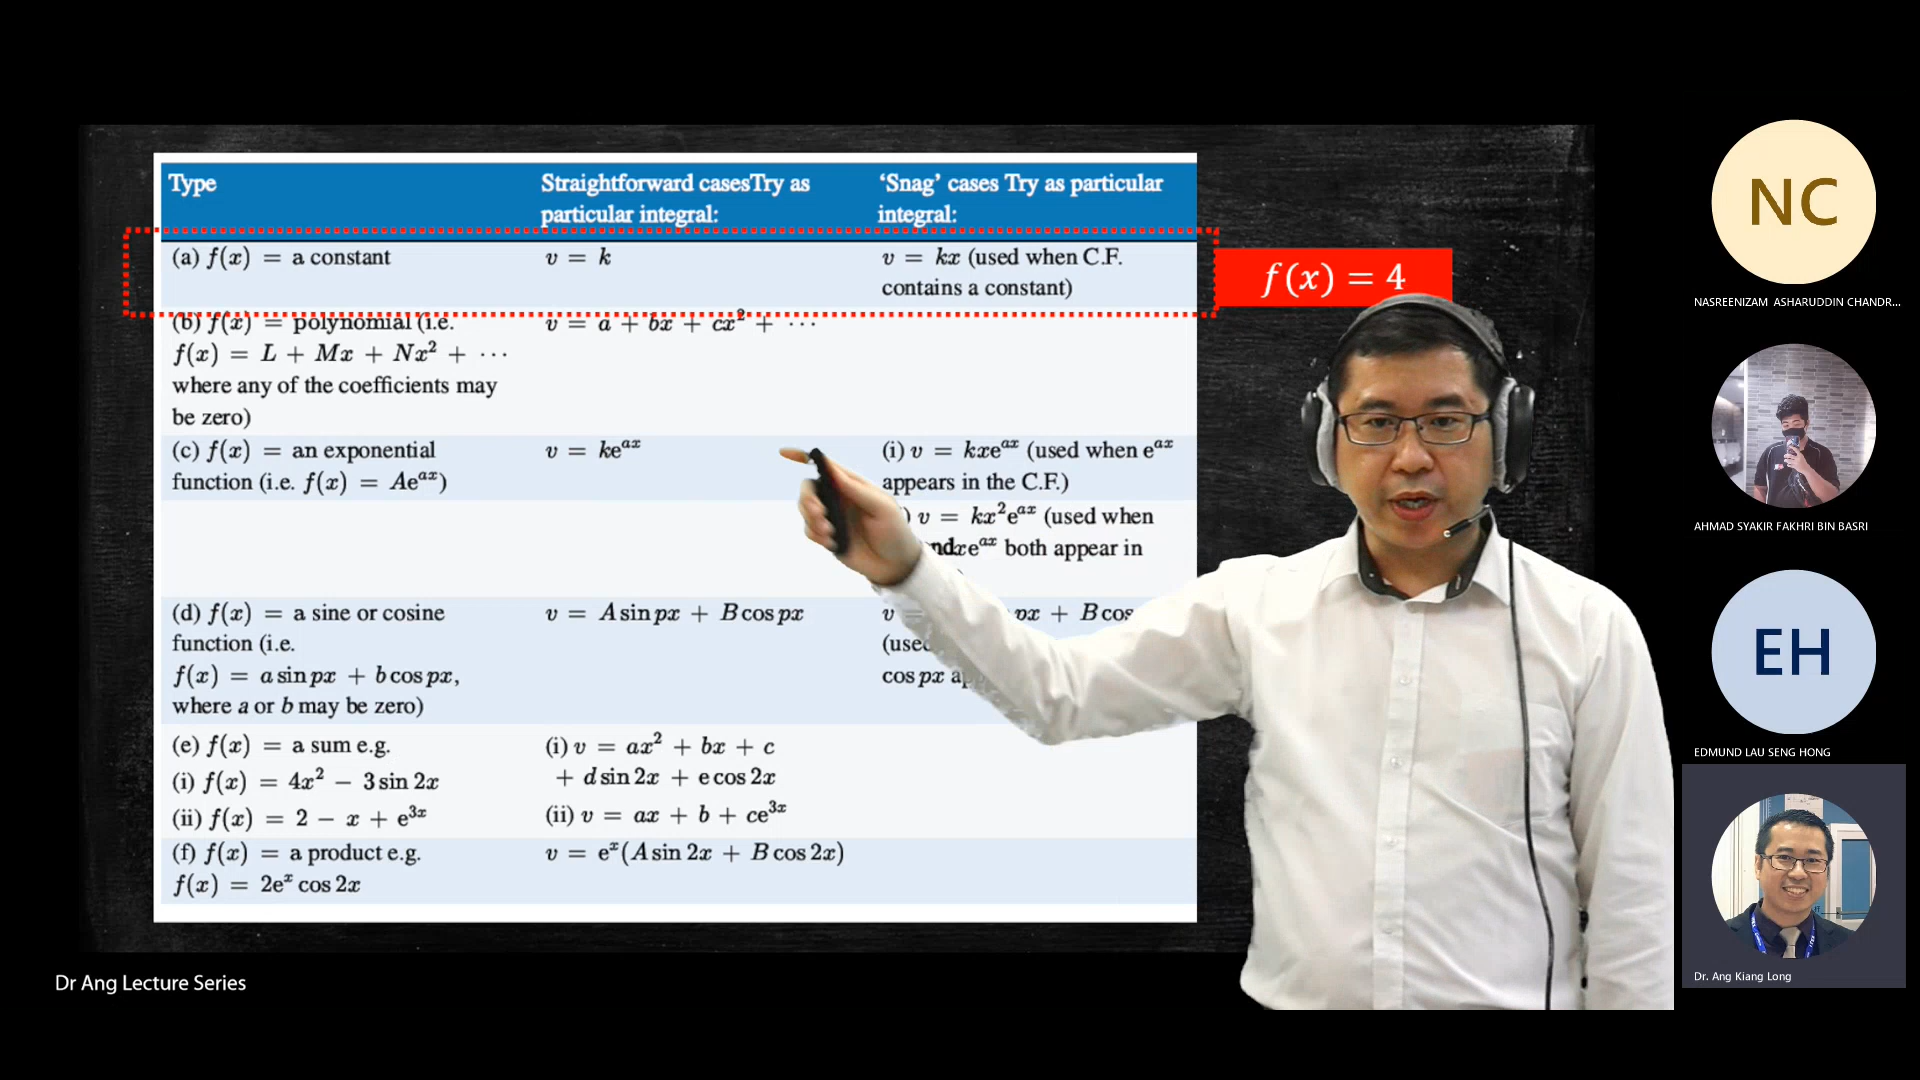 Type
Straightforward casesTry as
particular integral:
‘Snag’ cases Try as particular
integral:
(a) f(x) = a constant
v = k
v = kx (used when C.F.
contains a constant)
f(x) = 4
(b) f(x) = polynomial (i.e.
f(x) = L + Mx + Nx² + ⋯
where any of the coefficients may
be zero)
v = a + bx + cx² + ⋯
(c) f(x) = an exponential
function (i.e. f(x) = Ae^{ax})
v = ke^{ax}
(i) v = kxe^{ax} (used when e^{ax}
appears in the C.F.)
) v = kx²e^{ax} (used when
ndxe^{ax} both appear in
(d) f(x) = a sine or cosine
function (i.e.
f(x) = a sin px + b cos px,
where a or b may be zero)
v = A sin px + B cos px
v = px + B cos
(used
cos px
(e) f(x) = a sum e.g.
(i) f(x) = 4x² − 3 sin 2x
(ii) f(x) = 2 − x + e^{3x}
(i) v = ax² + bx + c
+ d sin 2x + e cos 2x
(ii) v = ax + b + ce^{3x}
(f) f(x) = a product e.g.
f(x) = 2e^x cos 2x
v = e^x(A sin 2x + B cos 2x)
Dr Ang Lecture Series
NC
NASREENIZAM ASHARUDDIN CHANDR...
AHMAD SYAKIR FAKHRI BIN BASRI
EH
EDMUND LAU SENG HONG
Dr. Ang Kiang Long